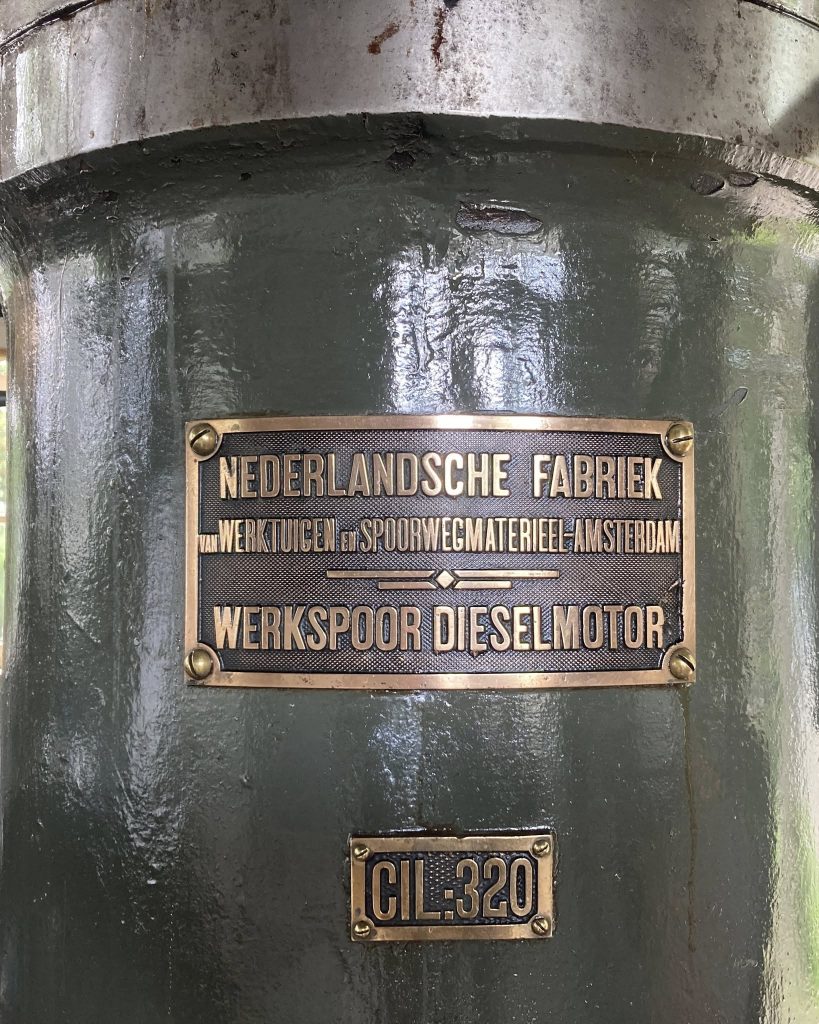 NEDERLANDSCHE FABRIEK
VAN WERKTUIGEN EN SPOORWEGMATERIEEL-AMSTERDAM
WERKSPOOR DIESELMOTOR
CIL:320